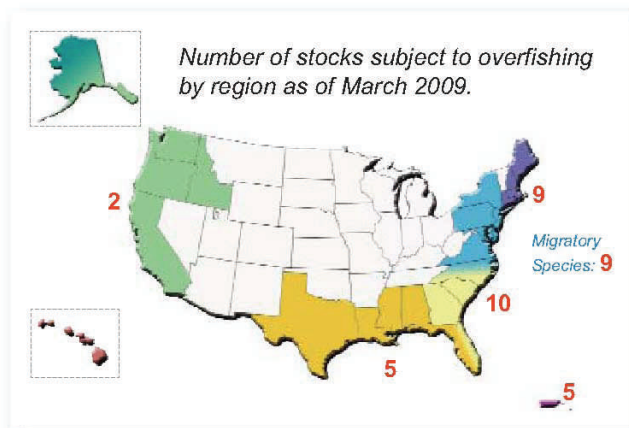 Number of stocks subject to overfishing
by region as of March 2009.
2
9
Migratory
Species: 9
10
5
5